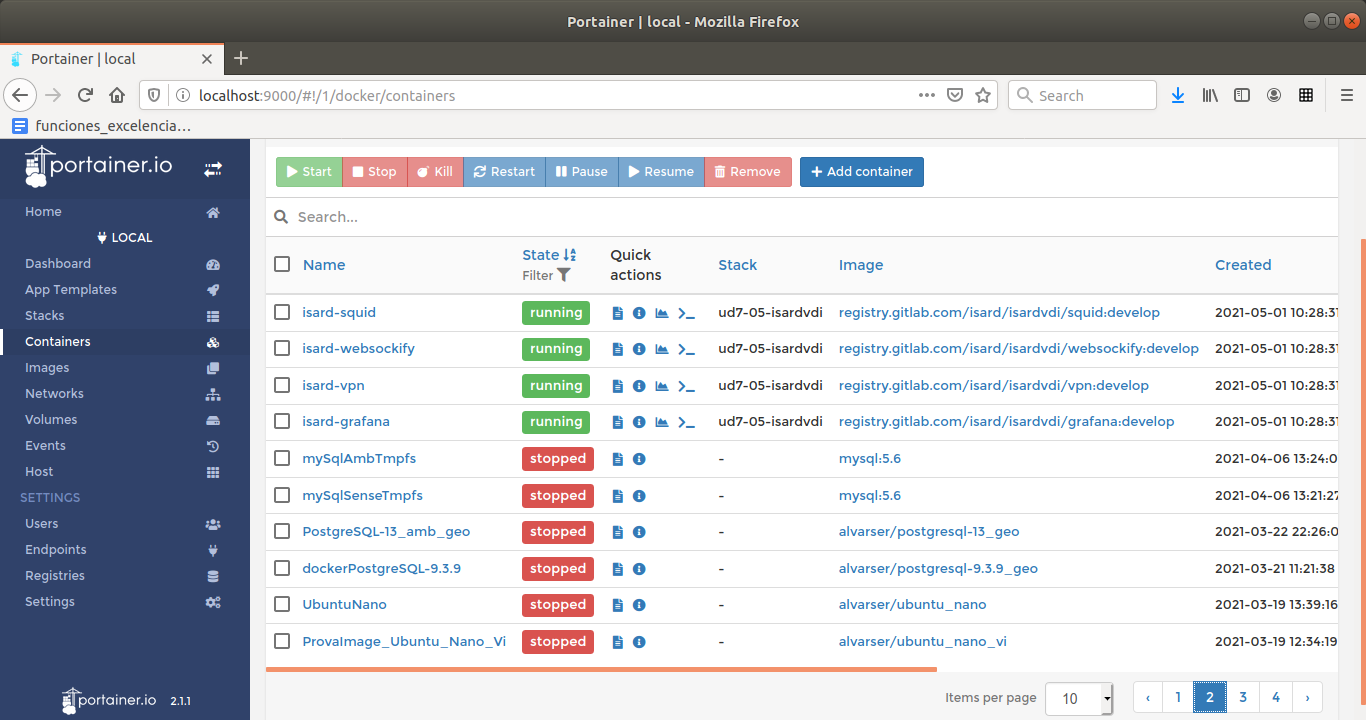 Portainer | local - Mozilla Firefox
Portainer | local
localhost:9000/#!/1/docker/containers
Search
funciones_excelencia…
portainer.io
Start Stop Kill Restart Pause Resume Remove Add container
Search...
Home
LOCAL
Dashboard
App Templates
Stacks
Containers
Images
Networks
Volumes
Events
Host
SETTINGS
Users
Endpoints
Registries
Settings
portainer.io 2.1.1
Name State Filter Quick actions Stack Image Created
isard-squid running ud7-05-isardvdi registry.gitlab.com/isard/isardvdi/squid:develop 2021-05-01 10:28:31
isard-websockify running ud7-05-isardvdi registry.gitlab.com/isard/isardvdi/websockify:develop 2021-05-01 10:28:31
isard-vpn running ud7-05-isardvdi registry.gitlab.com/isard/isardvdi/vpn:develop 2021-05-01 10:28:31
isard-grafana running ud7-05-isardvdi registry.gitlab.com/isard/isardvdi/grafana:develop 2021-05-01 10:28:31
mySqlAmbTmpfs stopped - mysql:5.6 2021-04-06 13:24:0
mySqlSenseTmpfs stopped - mysql:5.6 2021-04-06 13:21:27
PostgreSQL-13_amb_geo stopped - alvarser/postgresql-13_geo 2021-03-22 22:26:0
dockerPostgreSQL-9.3.9 stopped - alvarser/postgresql-9.3.9_geo 2021-03-21 11:21:38
UbuntuNano stopped - alvarser/ubuntu_nano 2021-03-19 13:39:16
ProvaImage_Ubuntu_Nano_Vi stopped - alvarser/ubuntu_nano_vi 2021-03-19 12:34:19
Items per page 10 ‹ 1 2 3 4 ›